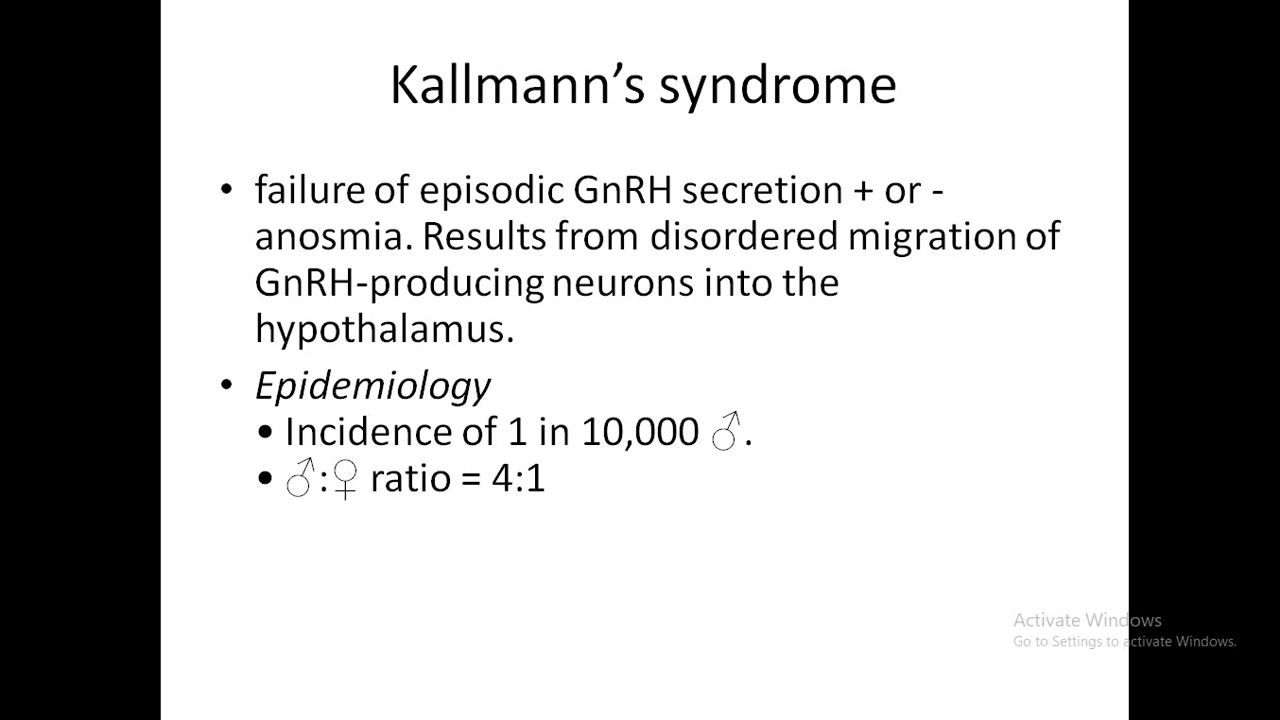 Kallmann’s syndrome
• failure of episodic GnRH secretion + or -
anosmia. Results from disordered migration of
GnRH-producing neurons into the
hypothalamus.
• Epidemiology
• Incidence of 1 in 10,000 ♂.
• ♂:♀ ratio = 4:1
Activate Windows
Go to Settings to activate Windows.